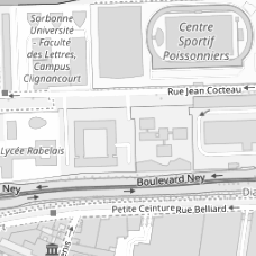 Sorbonne
Université
- Faculté
des Lettres,
Campus
Clignancourt
Centre
Sportif
Poissonniers
Rue Jean Cocteau
Lycée Rabelais
Ney
Boulevard Ney
Petite Ceinture
Rue Belliard